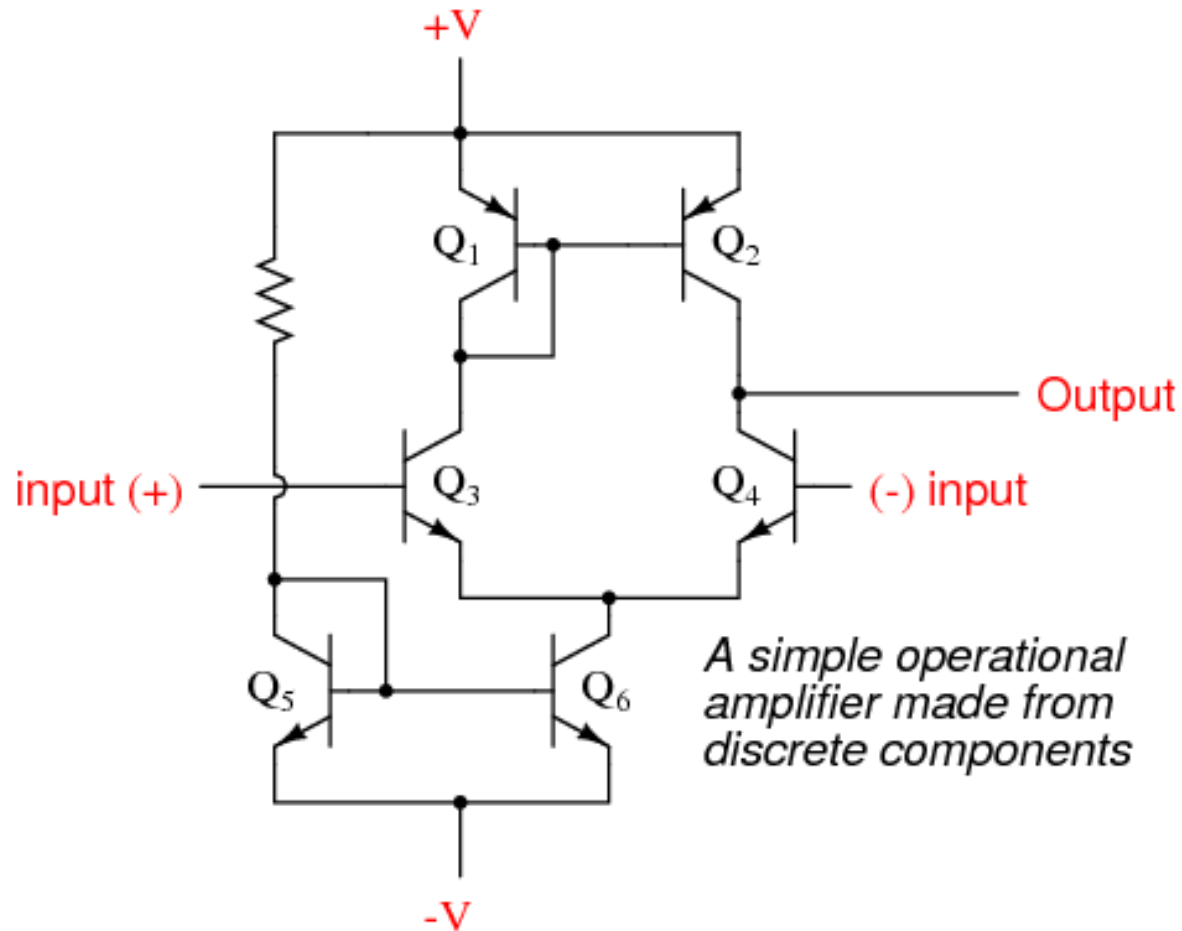 +V
Q₁
Q₂
Output
input (+)
Q₃
Q₄
(-) input
Q₅
Q₆
A simple operational
amplifier made from
discrete components
-V